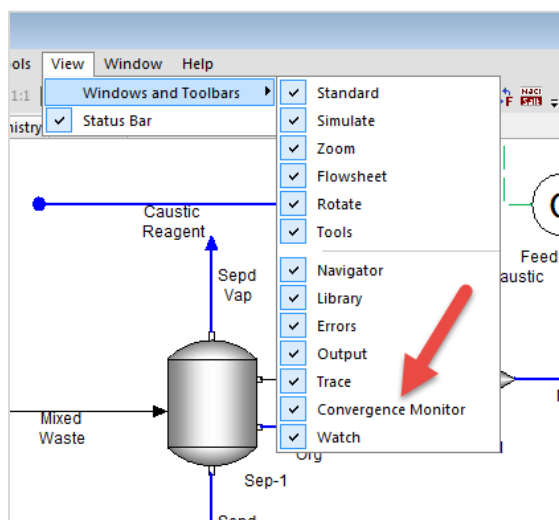 ols View Window Help
1:1 Windows and Toolbars
Standard
NaCl
F Salt
mistry Status Bar
Simulate
Zoom
Flowsheet
Rotate
Tools
Navigator
Library
Errors
Output
Trace
Convergence Monitor
Watch
Caustic
Reagent
Feed
austic
Sepd
Vap
Mixed
Waste
Org
Sep-1
Sepd